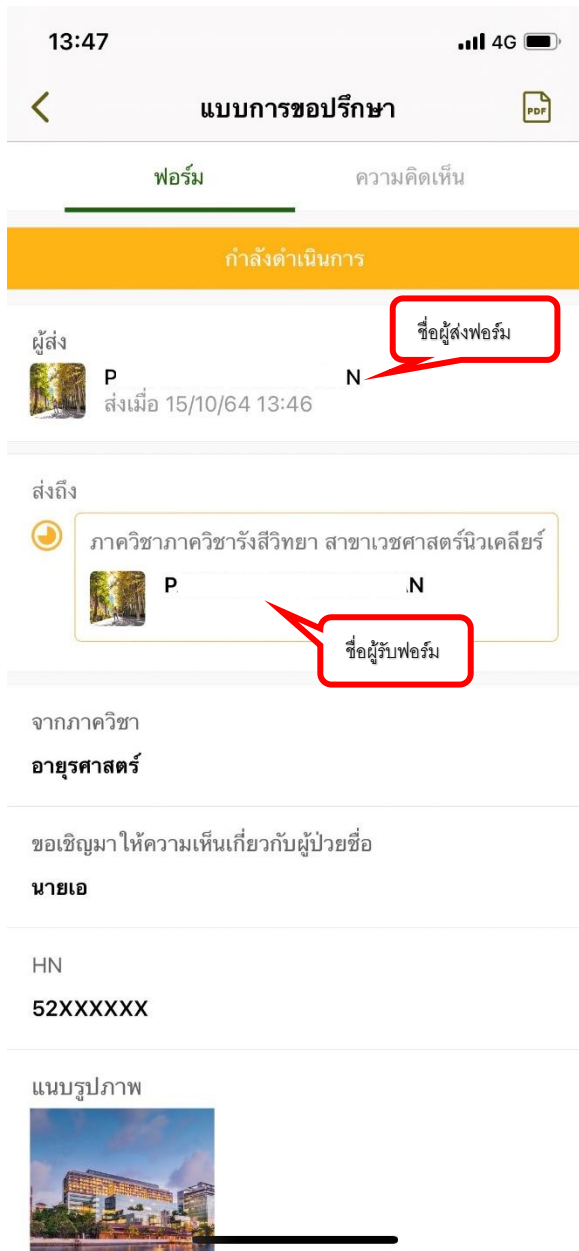 13:47
4G
แบบการขอปรึกษา
PDF
ฟอร์ม
ความคิดเห็น
กำลังดำเนินการ
ชื่อผู้ส่งฟอร์ม
ผู้ส่ง
P N
ส่งเมื่อ 15/10/64 13:46
ส่งถึง
ภาควิชาภาควิชารังสีวิทยา สาขาเวชศาสตร์นิวเคลียร์
P .N
ชื่อผู้รับฟอร์ม
จากภาควิชา
อายุรศาสตร์
ขอเชิญมาให้ความเห็นเกี่ยวกับผู้ป่วยชื่อ
นายเอ
HN
52XXXXXX
แนบรูปภาพ